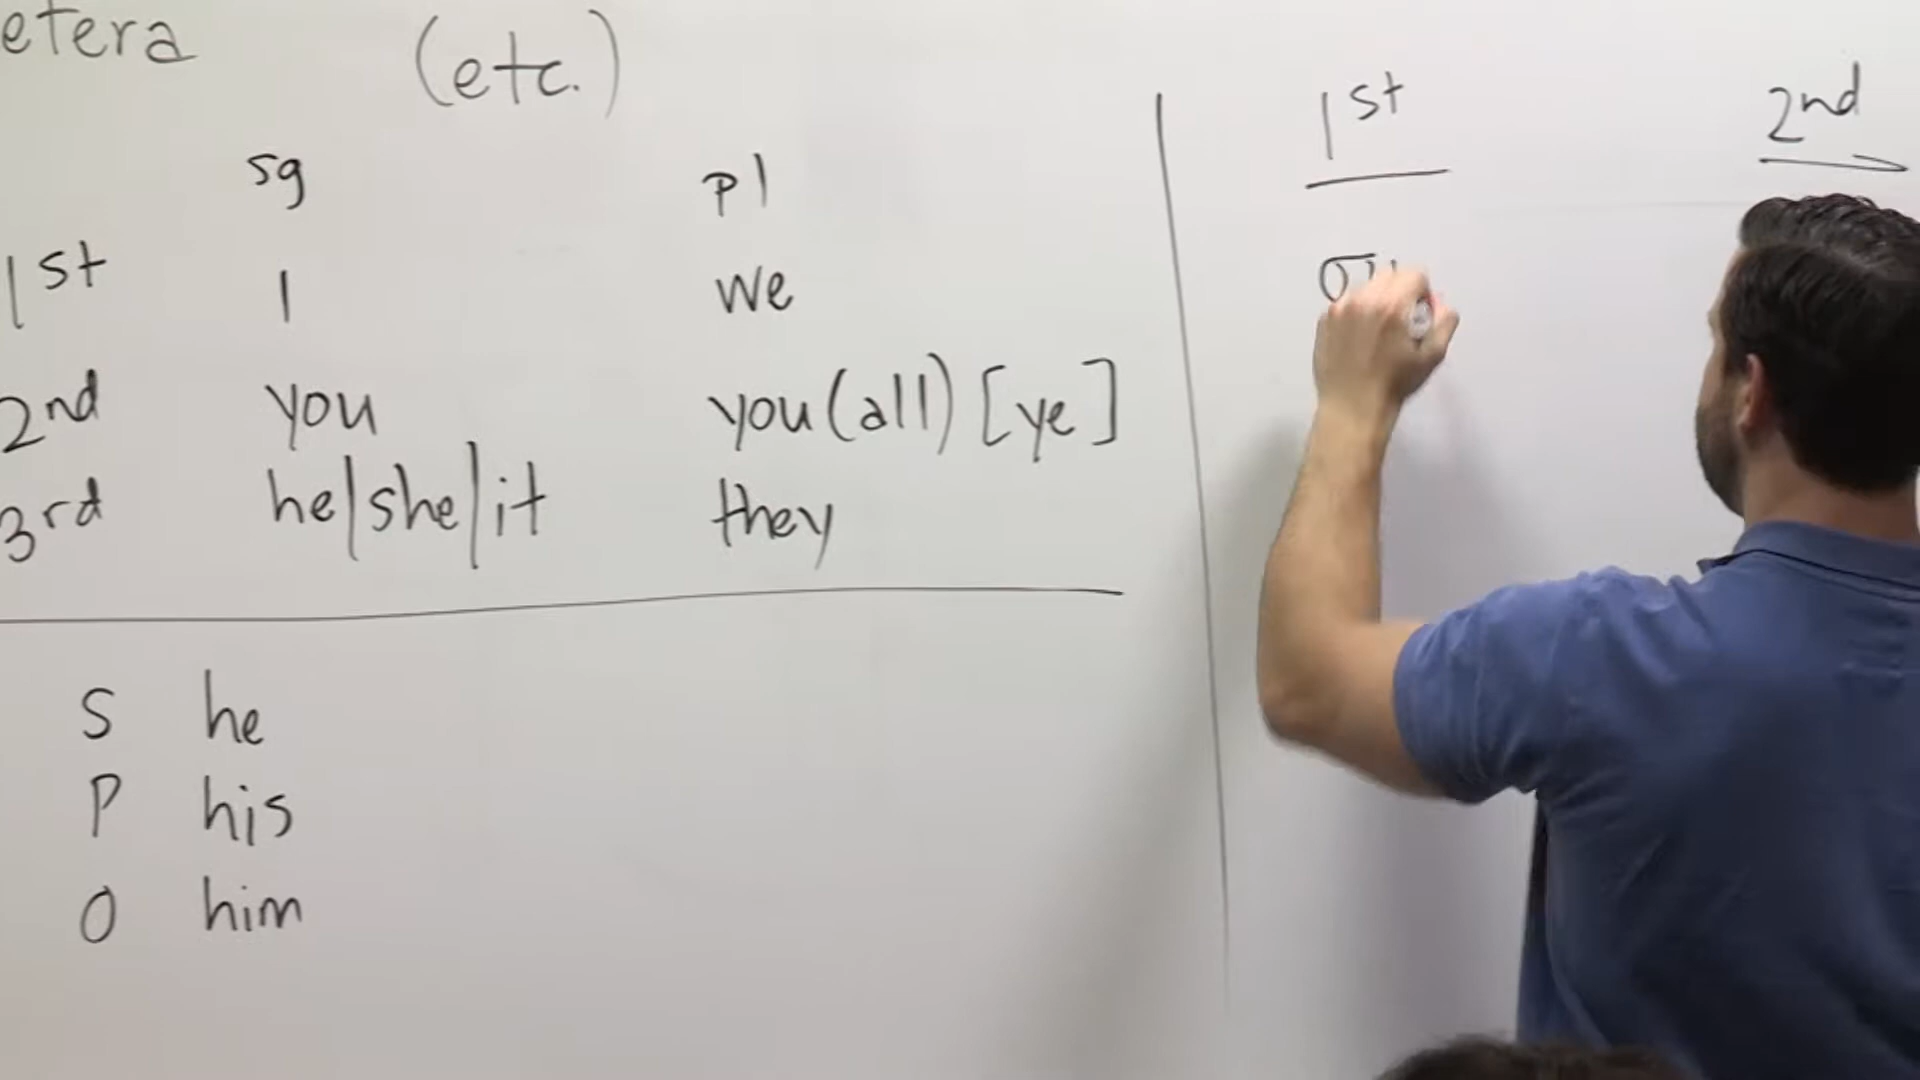 etera (etc.)
sg pl
1st I we
2nd you you(all) [ye]
3rd he|she|it they
S he
P his
O him
1st 2nd